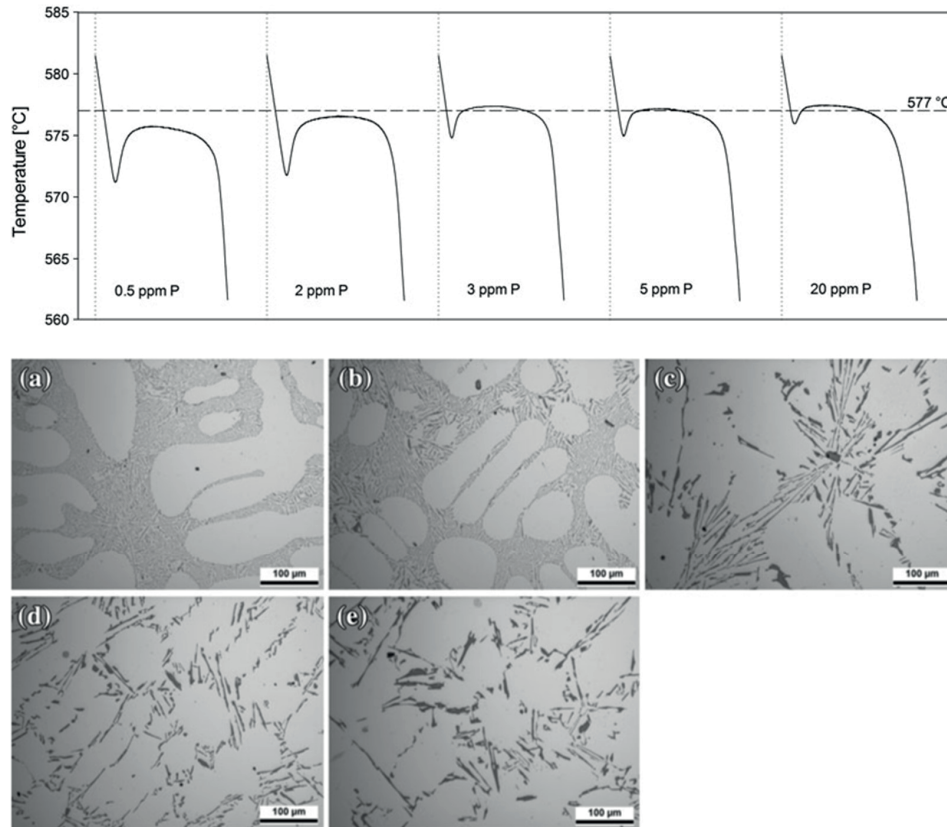 585
580
575
570
565
560
Temperature [°C]
577 °C
0.5 ppm P
2 ppm P
3 ppm P
5 ppm P
20 ppm P
(a)
100 µm
(b)
100 µm
(c)
100 µm
(d)
100 µm
(e)
100 µm